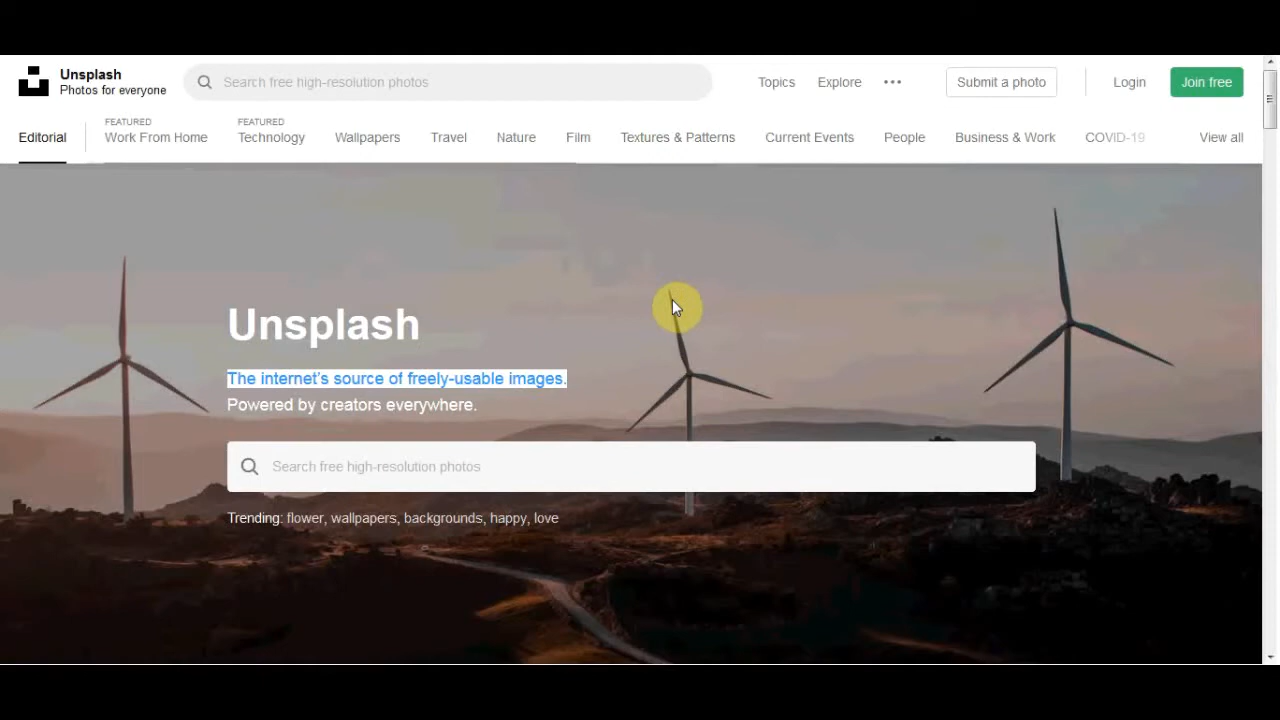 Unsplash
Photos for everyone
Search free high-resolution photos
Topics
Explore
Submit a photo
Login
Join free
Editorial
FEATURED
Work From Home
FEATURED
Technology
Wallpapers
Travel
Nature
Film
Textures & Patterns
Current Events
People
Business & Work
COVID-19
View all
Unsplash
The internet's source of freely-usable images.
Powered by creators everywhere.
Search free high-resolution photos
Trending: flower, wallpapers, backgrounds, happy, love